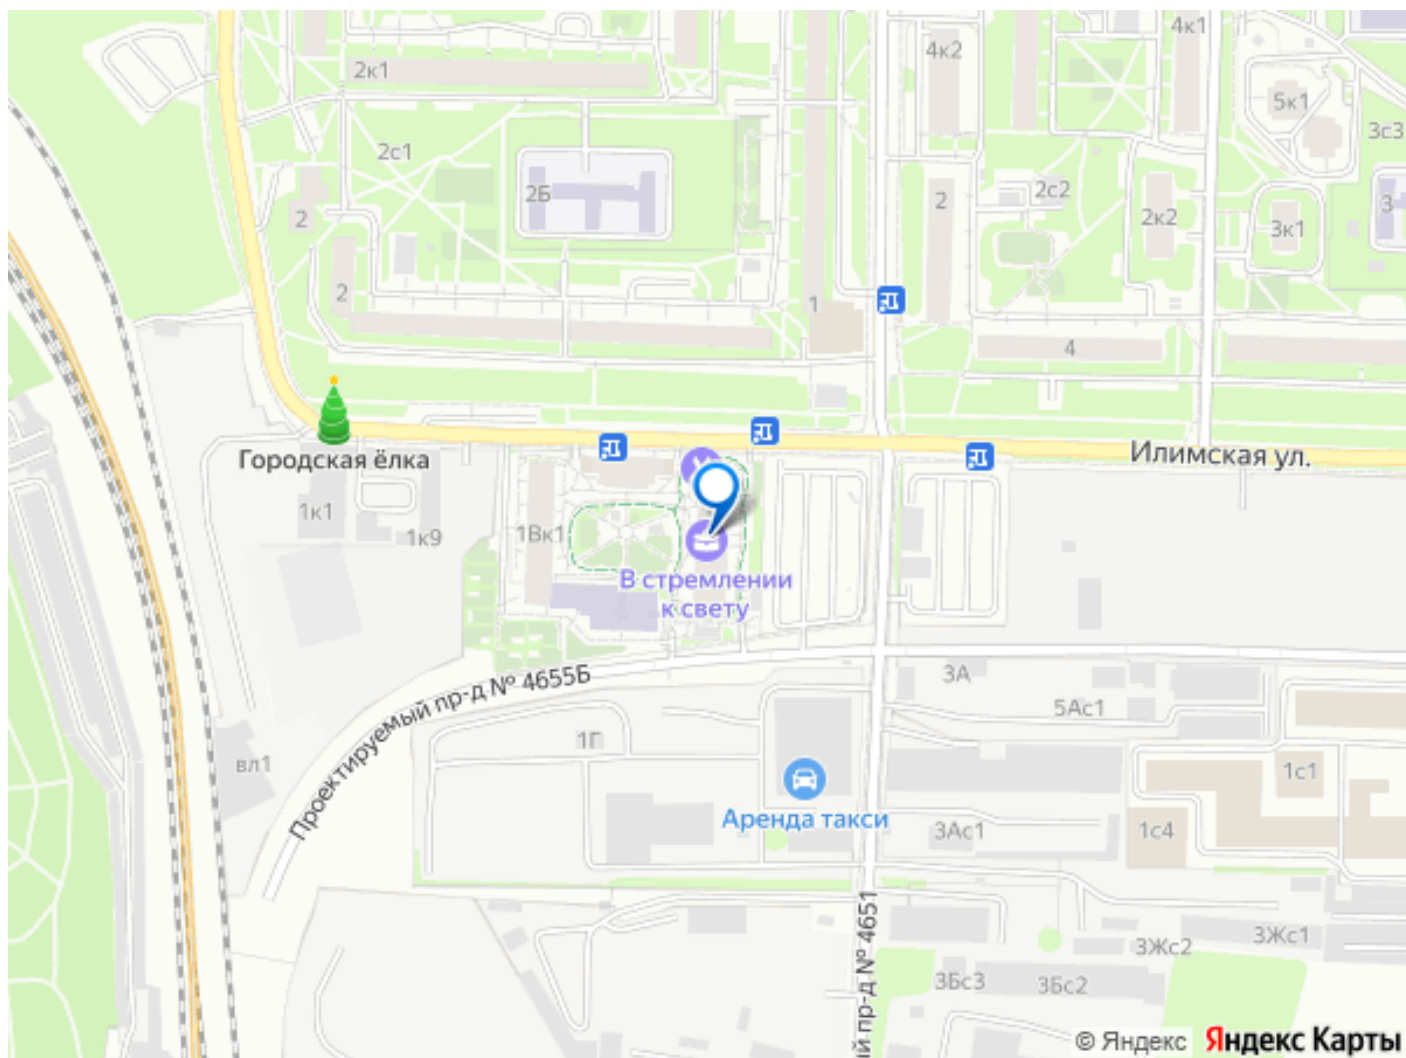 4к1
4к2
2к1
5к1
3с3
2с1
2Б
2с2
2
2
2к2
3
3к1
2
1
4
Илимская ул.
Городская ёлка
1к1
1Вк1
1к9
В стремлении
к свету
Проектируемый пр-д № 4655Б
3А
5Ас1
1Г
вл1
1с1
Аренда такси
3Ас1
1с4
ый пр-д № 4651
3Жс1
3Жс2
3Бс3
3Бс2
© Яндекс Яндекс Карты